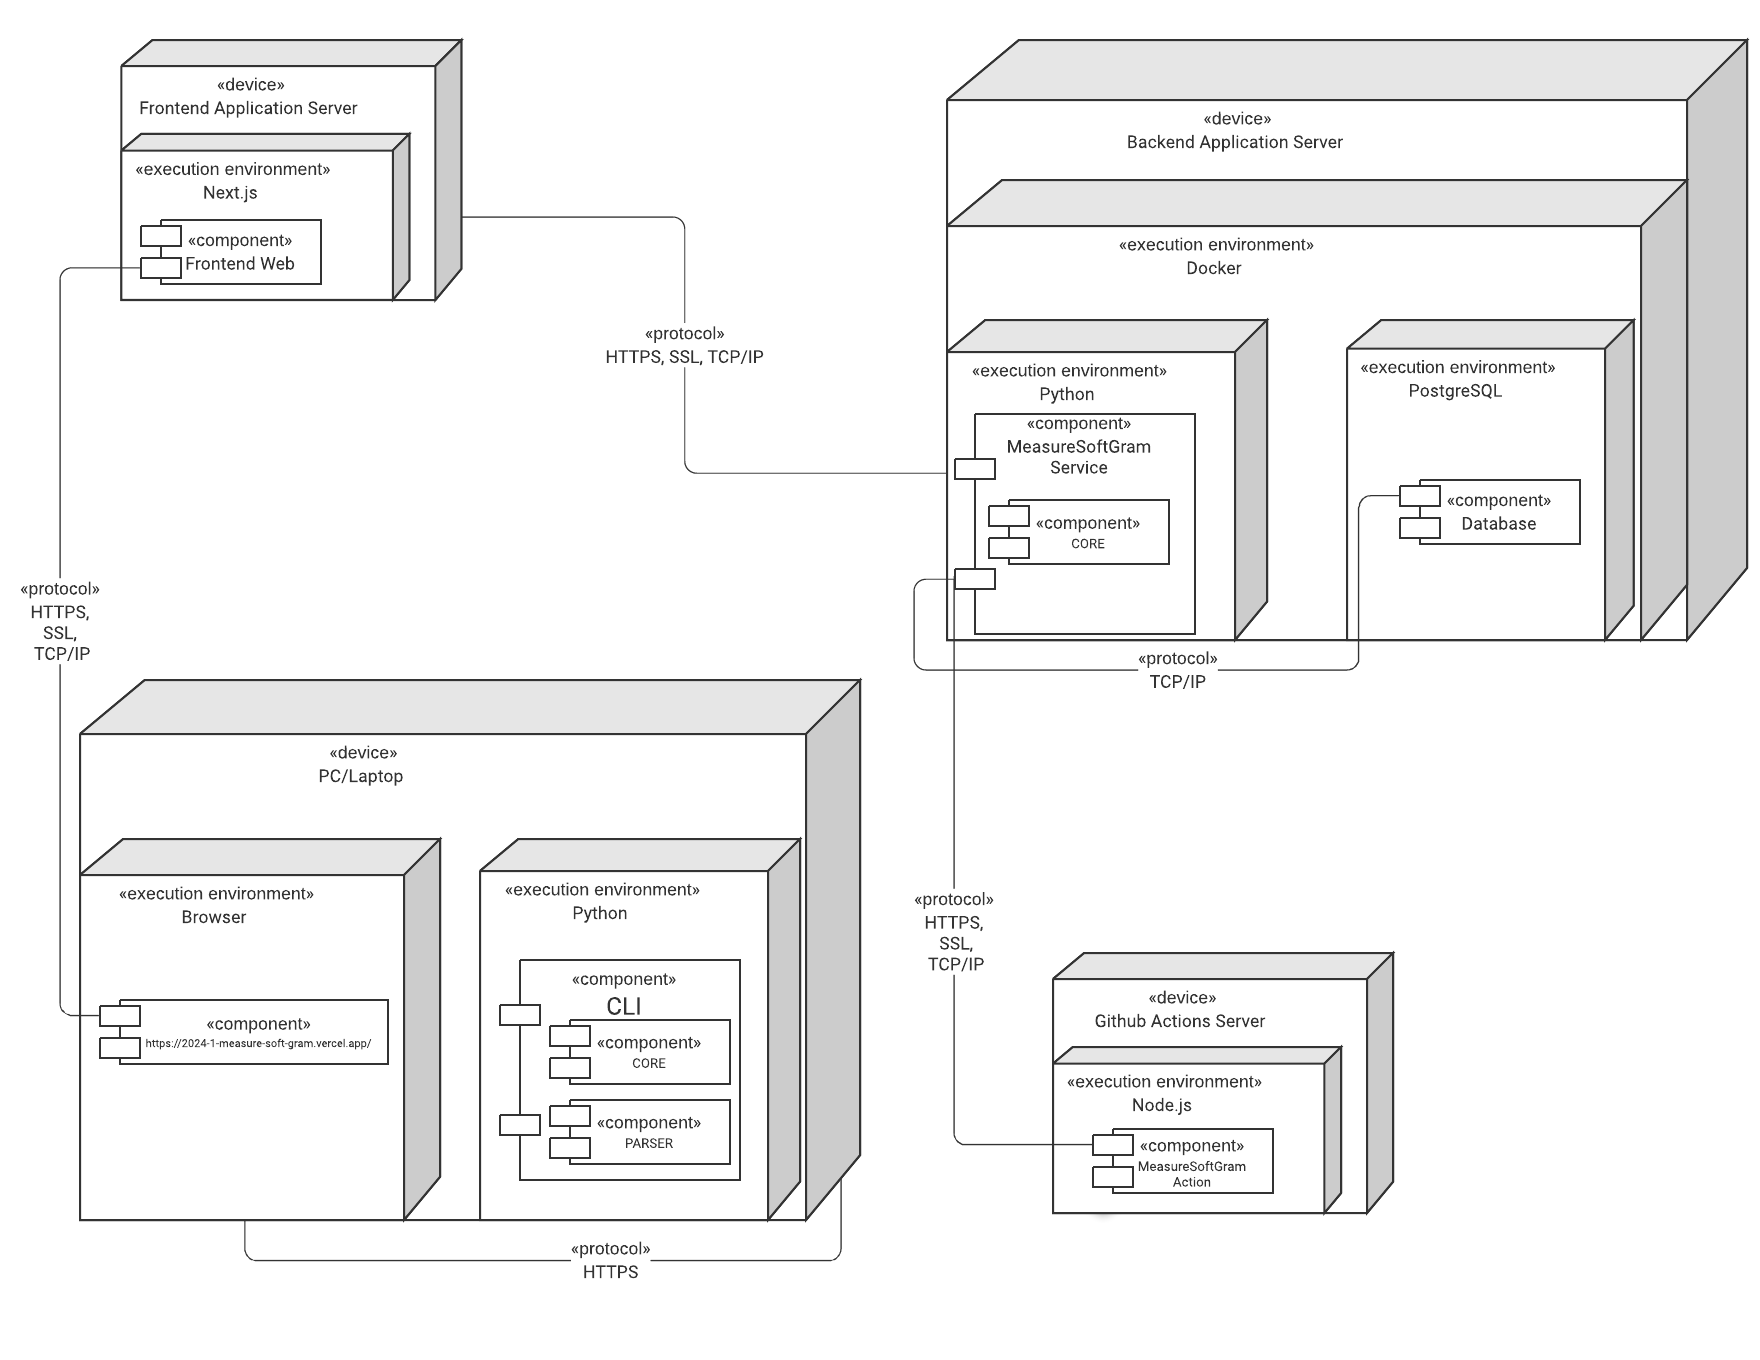 «device»
Frontend Application Server
«execution environment»
Next.js
«component»
Frontend Web
«device»
Backend Application Server
«execution environment»
Docker
«execution environment»
Python
«component»
MeasureSoftGram
Service
«component»
CORE
«execution environment»
PostgreSQL
«component»
Database
«protocol»
HTTPS, SSL, TCP/IP
«protocol»
HTTPS,
SSL,
TCP/IP
«protocol»
TCP/IP
«device»
PC/Laptop
«execution environment»
Browser
«component»
https://2024-1-measure-soft-gram.vercel.app/
«execution environment»
Python
«component»
CLI
«component»
CORE
«component»
PARSER
«protocol»
HTTPS
«protocol»
HTTPS,
SSL,
TCP/IP
«device»
Github Actions Server
«execution environment»
Node.js
«component»
MeasureSoftGram
Action